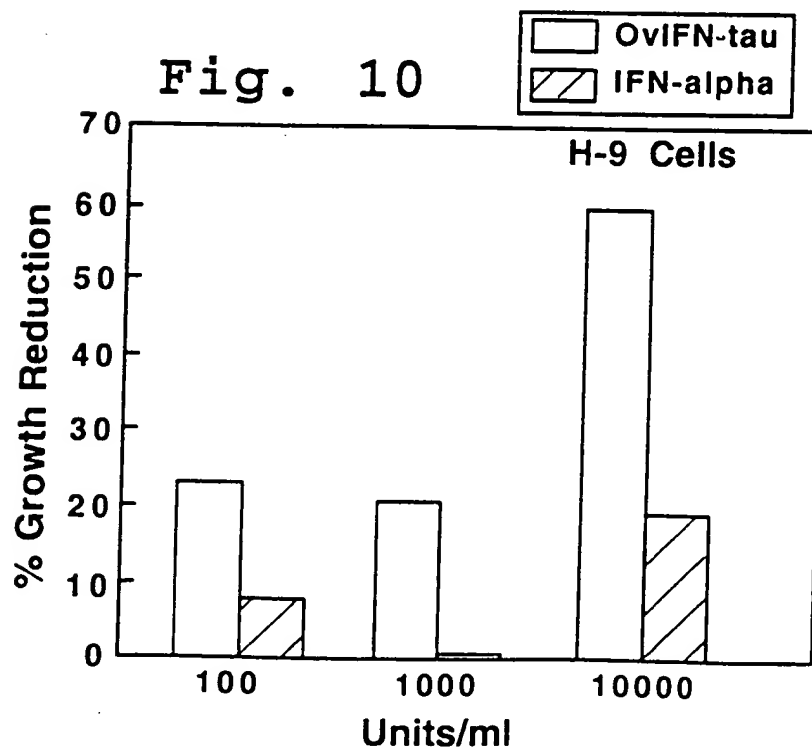 Fig. 10
OvIFN-tau
IFN-alpha
H-9 Cells
% Growth Reduction
70
60
50
40
30
20
10
0
100 1000 10000
Units/ml